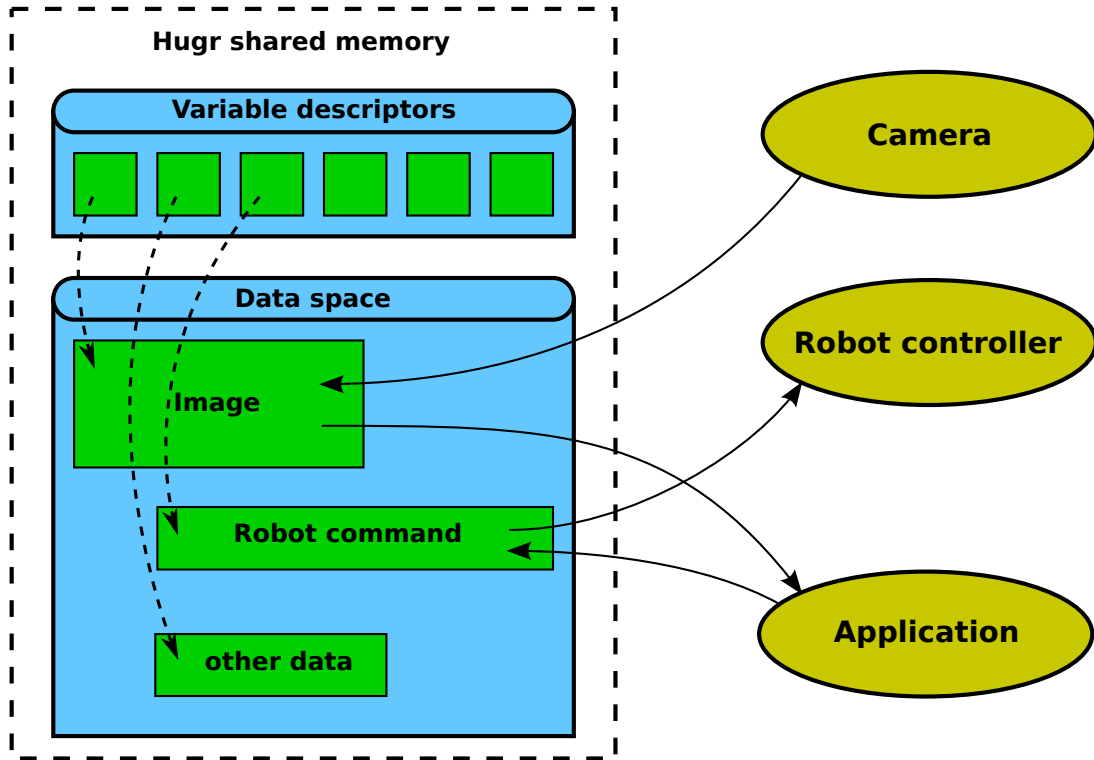 Hugr shared memory
Variable descriptors
Data space
Image
Robot command
other data
Camera
Robot controller
Application